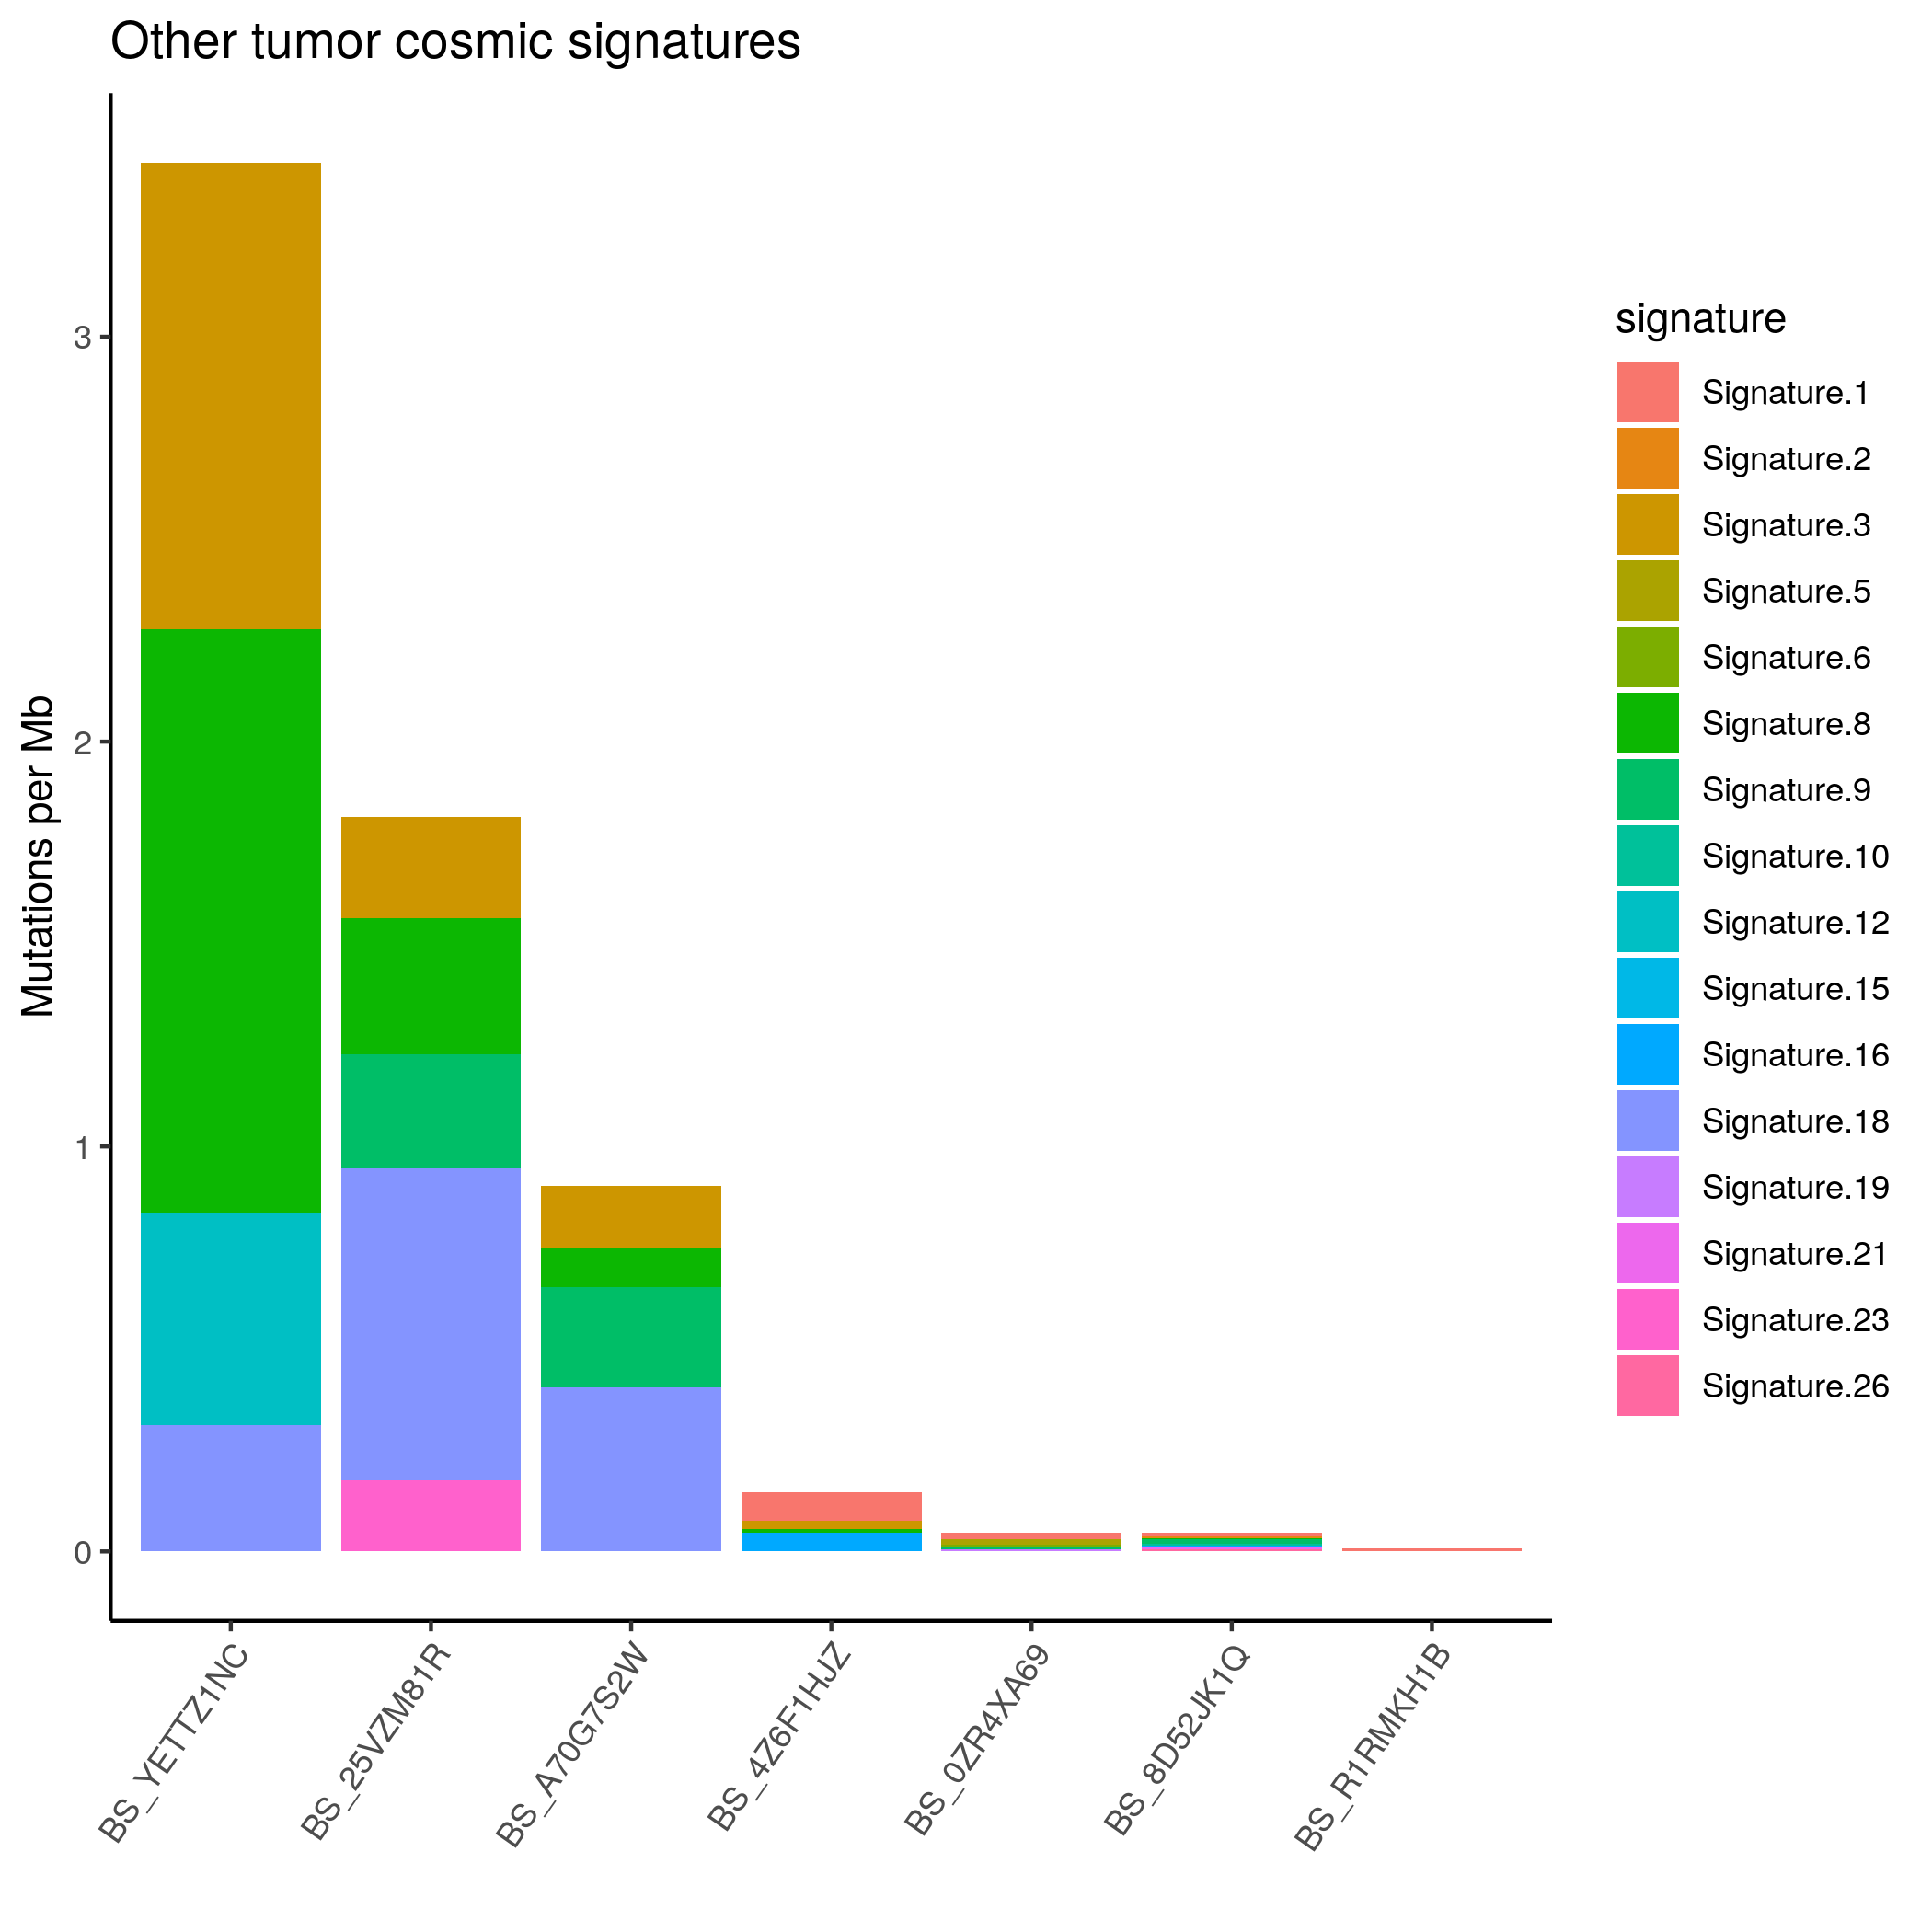 Other tumor cosmic signatures
Mutations per Mb
3
2
1
0
BS_YETTZ1NC
BS_25VZM81R
BS_A70G7S2W
BS_4Z6F1HJZ
BS_0ZR4XA69
BS_8D52JK1Q
BS_R1RMKH1B
signature
Signature.1
Signature.2
Signature.3
Signature.5
Signature.6
Signature.8
Signature.9
Signature.10
Signature.12
Signature.15
Signature.16
Signature.18
Signature.19
Signature.21
Signature.23
Signature.26